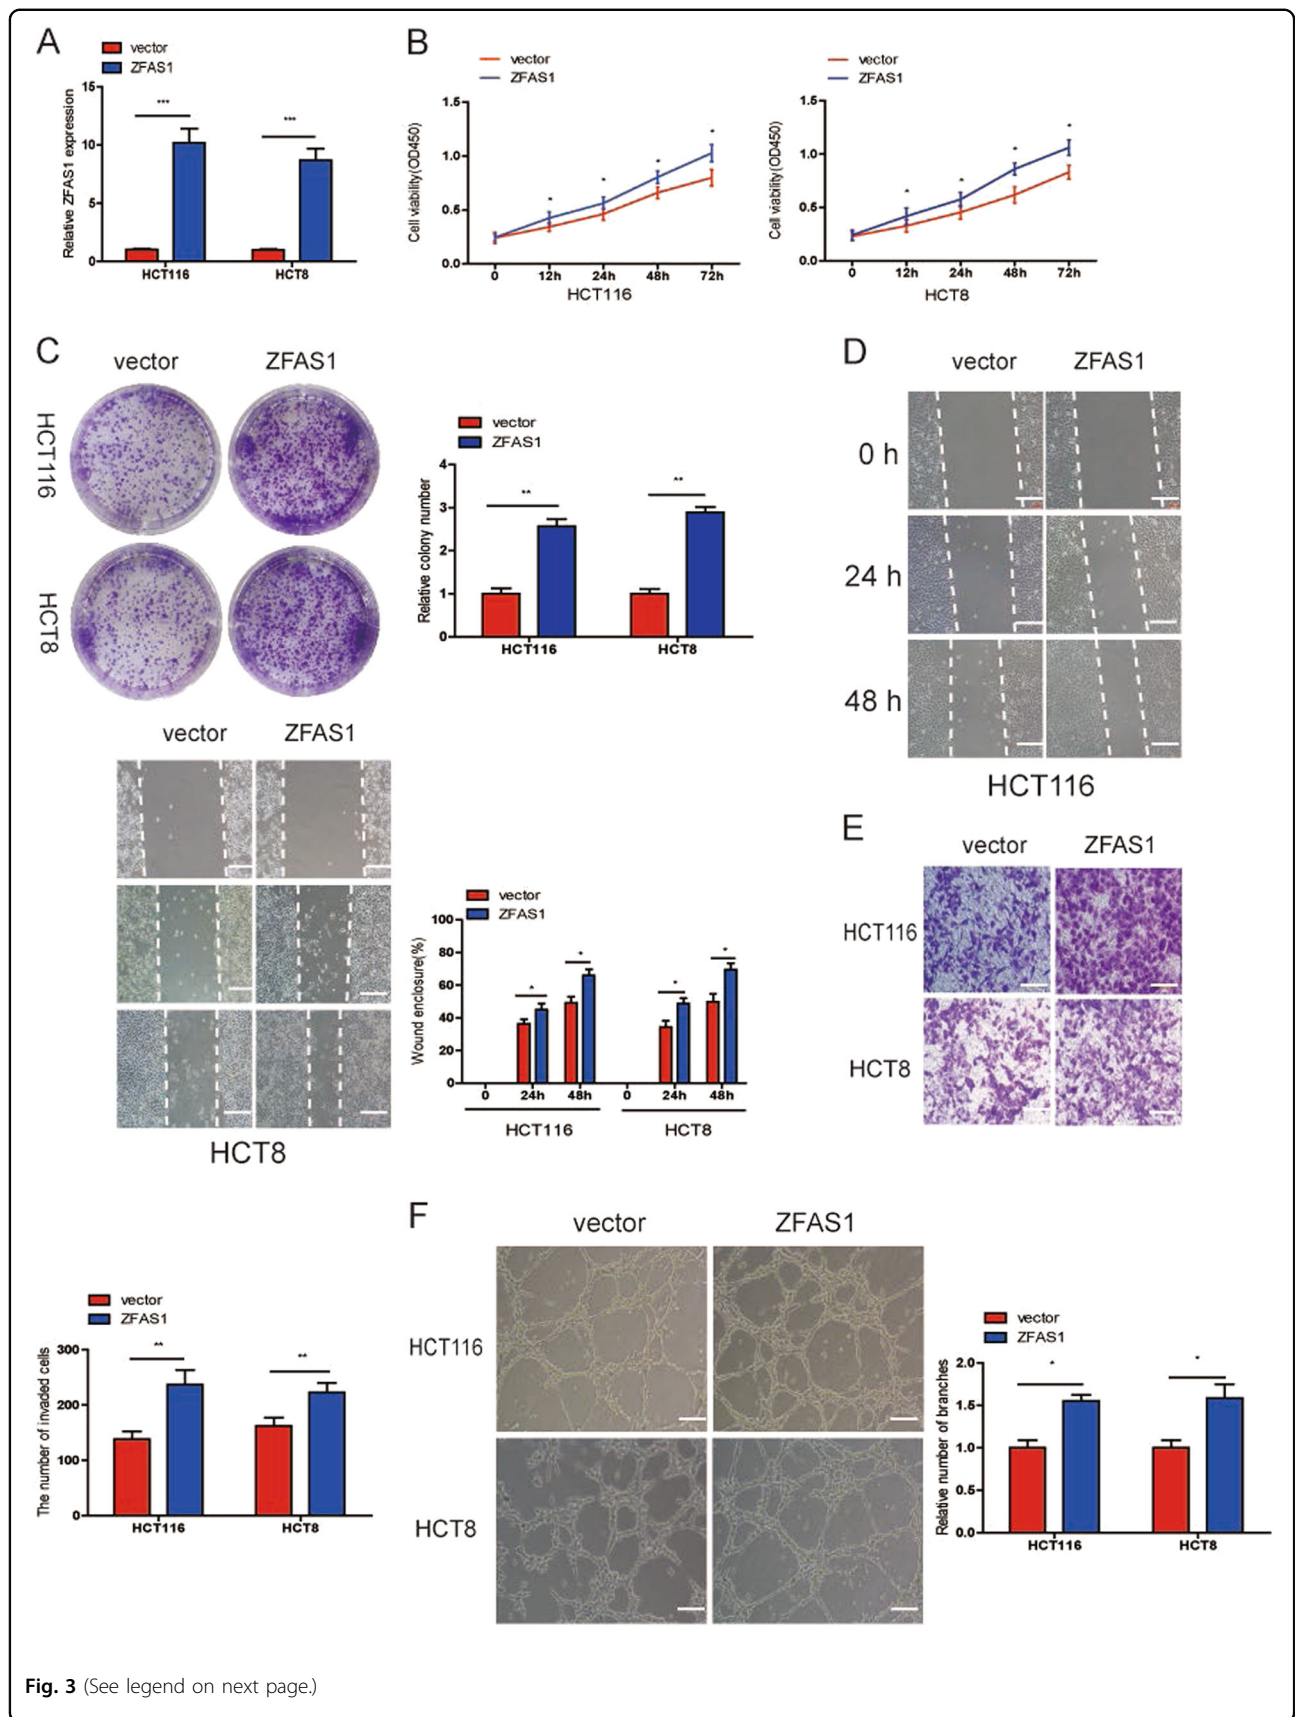 A
vector
ZFAS1
Relative ZFAS1 expression
15
10
5
0
***
***
HCT116
HCT8
B
vector
ZFAS1
Cell viability(OD450)
1.5
1.0
0.5
0.0
*
*
*
*
0
12h
24h
48h
72h
HCT116
vector
ZFAS1
Cell viability(OD450)
1.5
1.0
0.5
0.0
*
*
*
*
0
12h
24h
48h
72h
HCT8
C
vector
ZFAS1
HCT116
HCT8
vector
ZFAS1
Relative colony number
4
3
2
1
0
**
**
HCT116
HCT8
D
vector
ZFAS1
0 h
24 h
48 h
HCT116
vector
ZFAS1
HCT8
vector
ZFAS1
Wound enclosure(%)
100
80
60
40
20
0
*
*
*
*
0
24h
48h
0
24h
48h
HCT116
HCT8
E
vector
ZFAS1
HCT116
HCT8
vector
ZFAS1
The number of invaded cells
300
200
100
0
**
**
HCT116
HCT8
F
vector
ZFAS1
HCT116
HCT8
vector
ZFAS1
Relative number of branches
2.0
1.5
1.0
0.5
0.0
*
*
HCT116
HCT8
Fig. 3 (See legend on next page.)